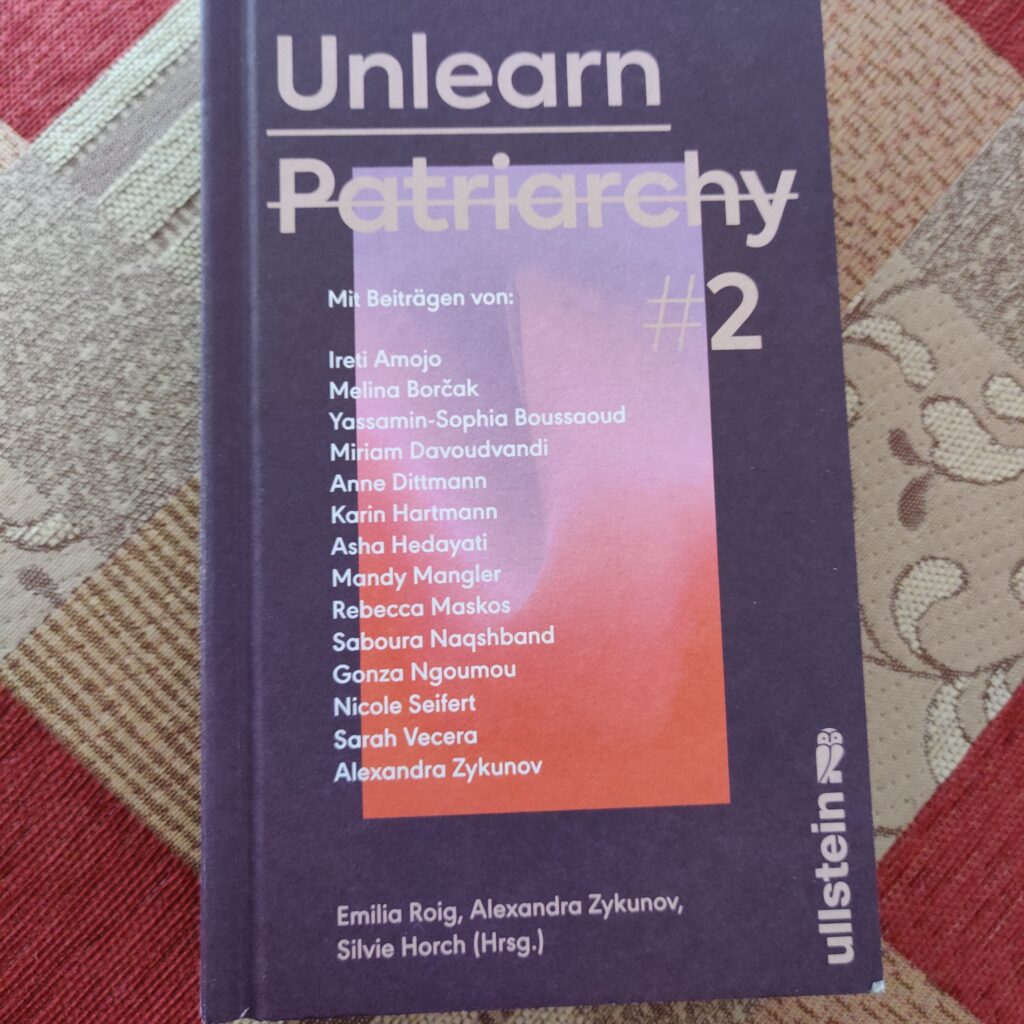 Unlearn
Patriarchy
#2
Mit Beiträgen von:
Ireti Amojo
Melina Borčak
Yassamin-Sophia Boussaoud
Miriam Davoudvandi
Anne Dittmann
Karin Hartmann
Asha Hedayati
Mandy Mangler
Rebecca Maskos
Saboura Naqshband
Gonza Ngoumou
Nicole Seifert
Sarah Vecera
Alexandra Zykunov
Emilia Roig, Alexandra Zykunov,
Silvie Horch (Hrsg.)
ullstein